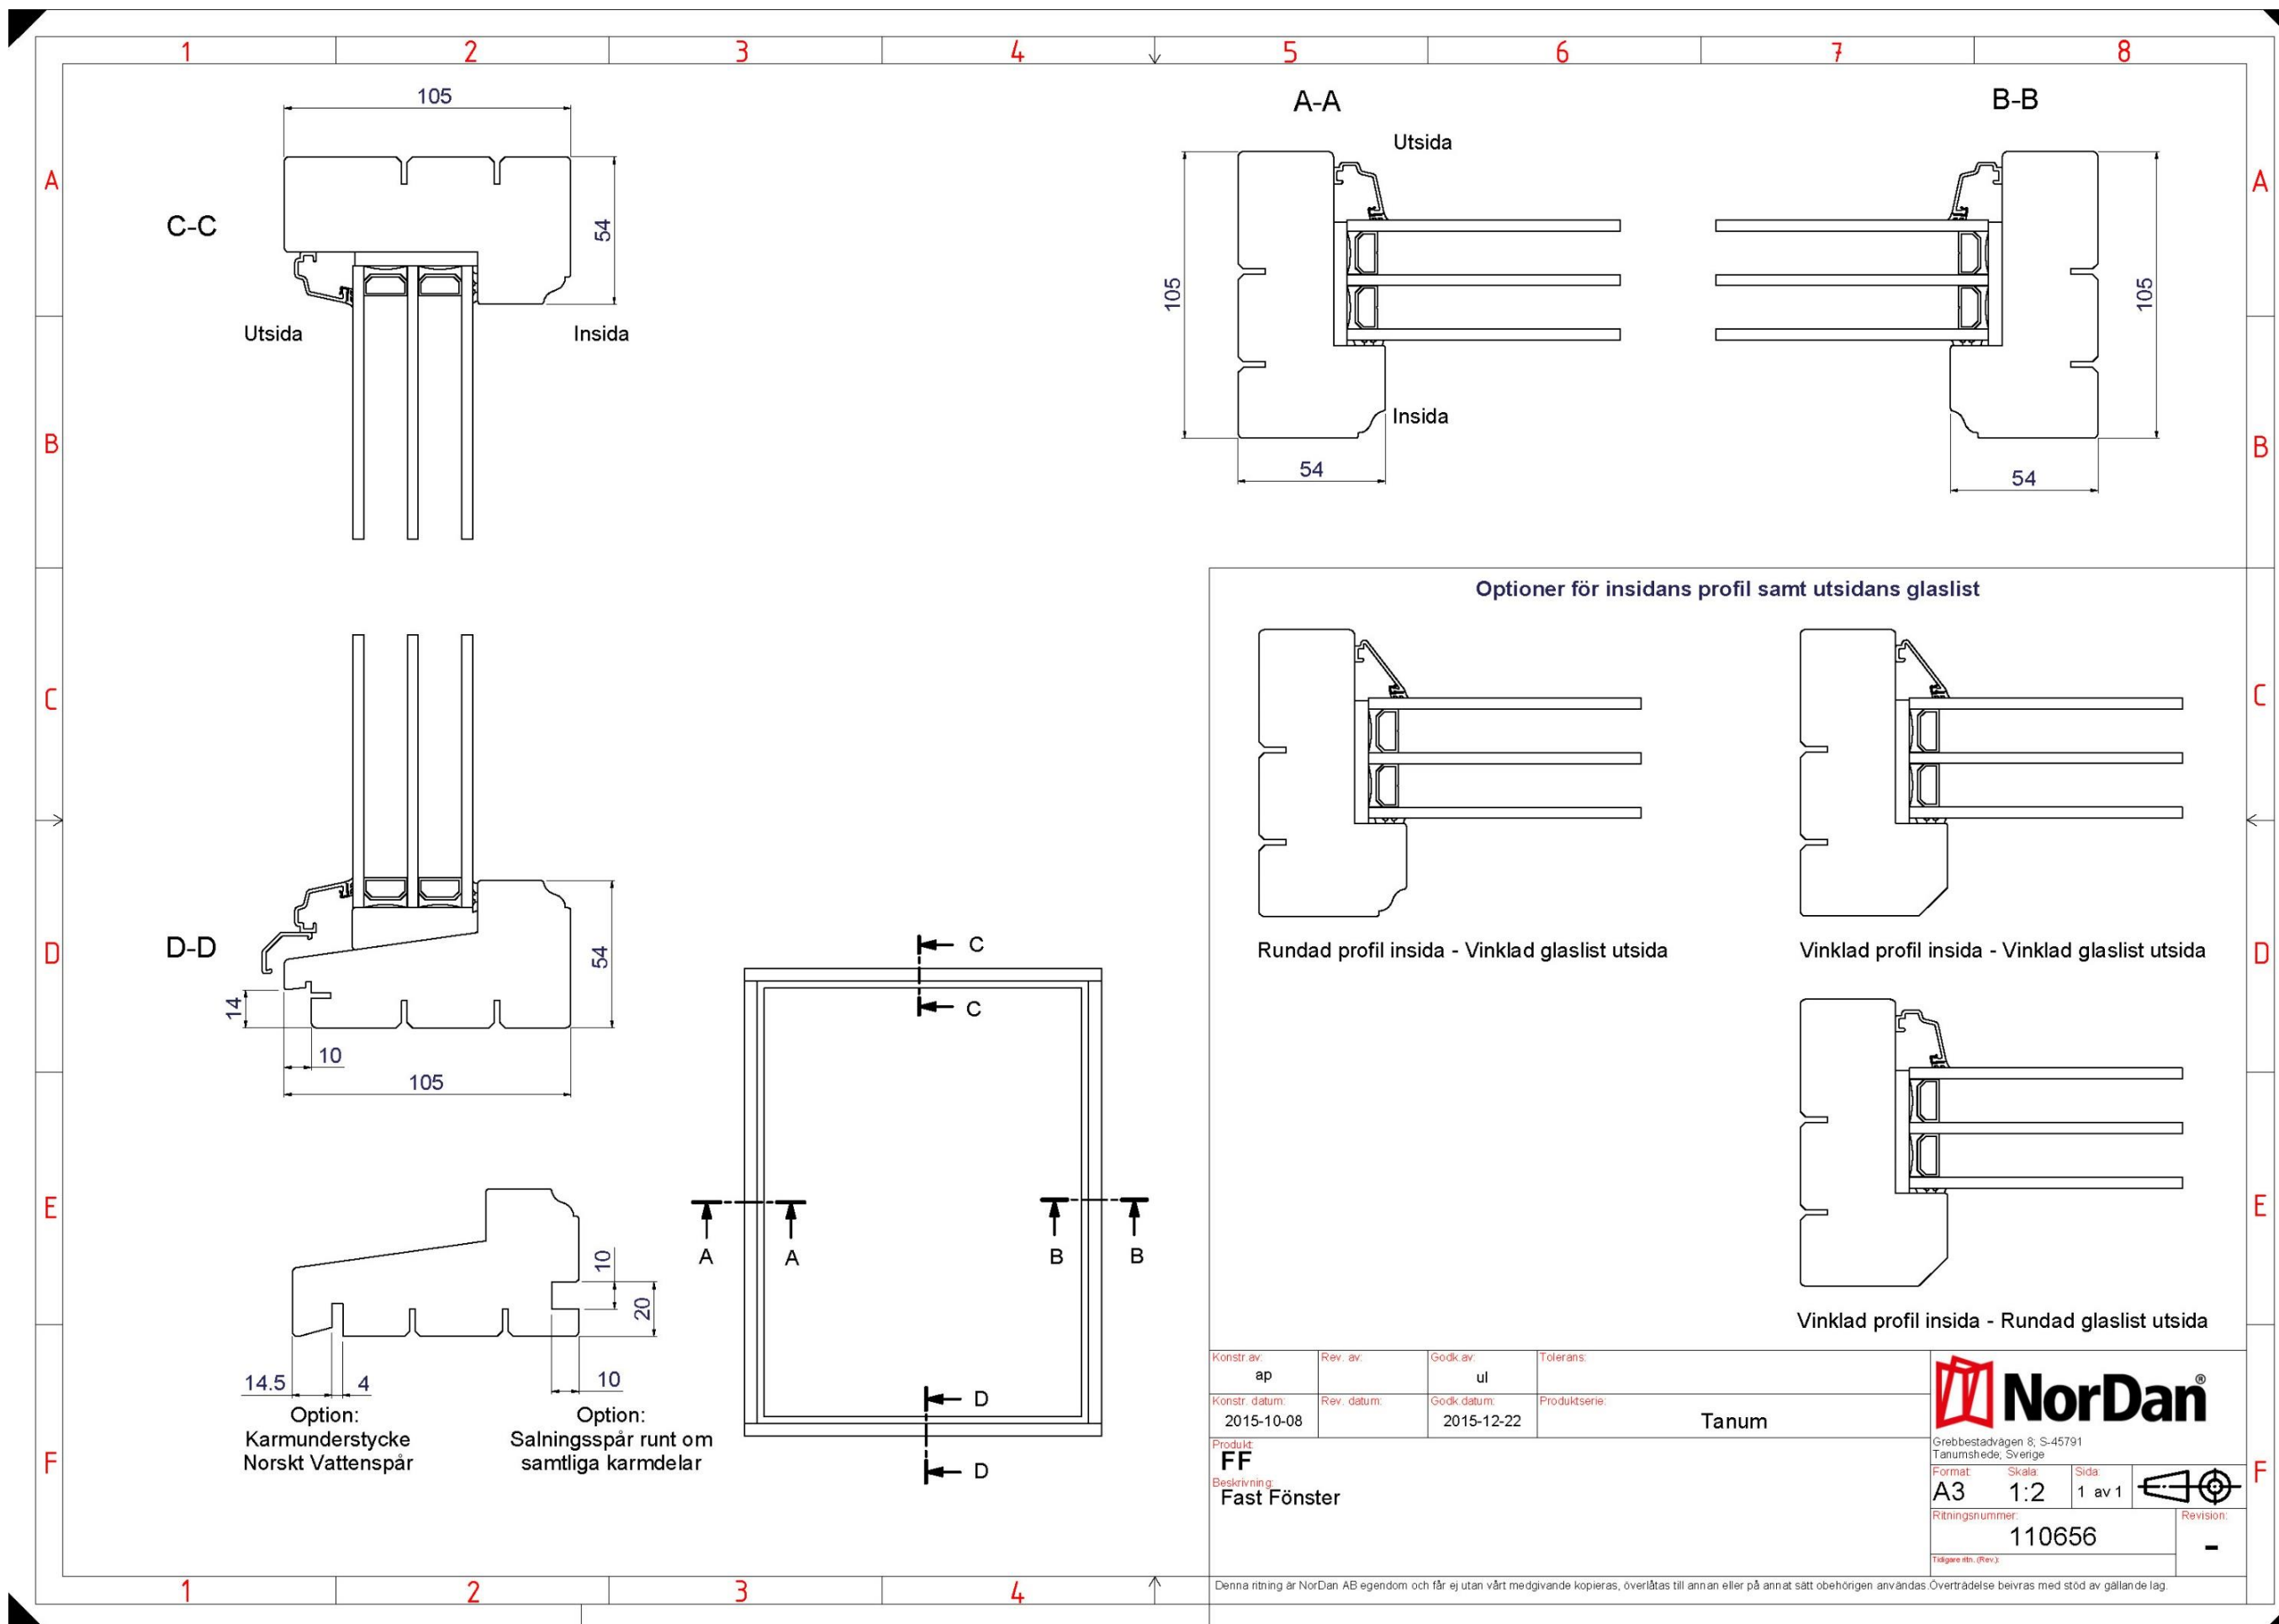 1 2 3 4 5 6 7 8
A
B
C
D
E
F
A
B
C
D
E
F
1 2 3 4
C-C
105
54
Utsida
Insida
A-A
Utsida
105
Insida
54
B-B
105
54
D-D
54
14
10
105
10
20
14.5
4
10
Option:
Karmunderstycke
Norskt Vattenspår
Option:
Salningsspår runt om
samtliga karmdelar
C
C
A
A
B
B
D
D
Optioner för insidans profil samt utsidans glaslist
Rundad profil insida - Vinklad glaslist utsida
Vinklad profil insida - Vinklad glaslist utsida
Vinklad profil insida - Rundad glaslist utsida
Konstr.av: Rev. av: Godk.av: Tolerans:
ap ul
Konstr. datum: Rev. datum: Godk.datum: Produktserie:
2015-10-08 2015-12-22 Tanum
Produkt:
FF
Beskrivning:
Fast Fönster
NorDan®
Grebbestadvägen 8; S-45791
Tanumshede; Sverige
Format: Skala: Sida:
A3 1:2 1 av 1
Ritningsnummer: Revision:
110656 -
Tidigare ritn. (Rev.):
Denna ritning är NorDan AB egendom och får ej utan vårt medgivande kopieras, överlåtas till annan eller på annat sätt obehörigen användas.Överträdelse beivras med stöd av gällande lag.